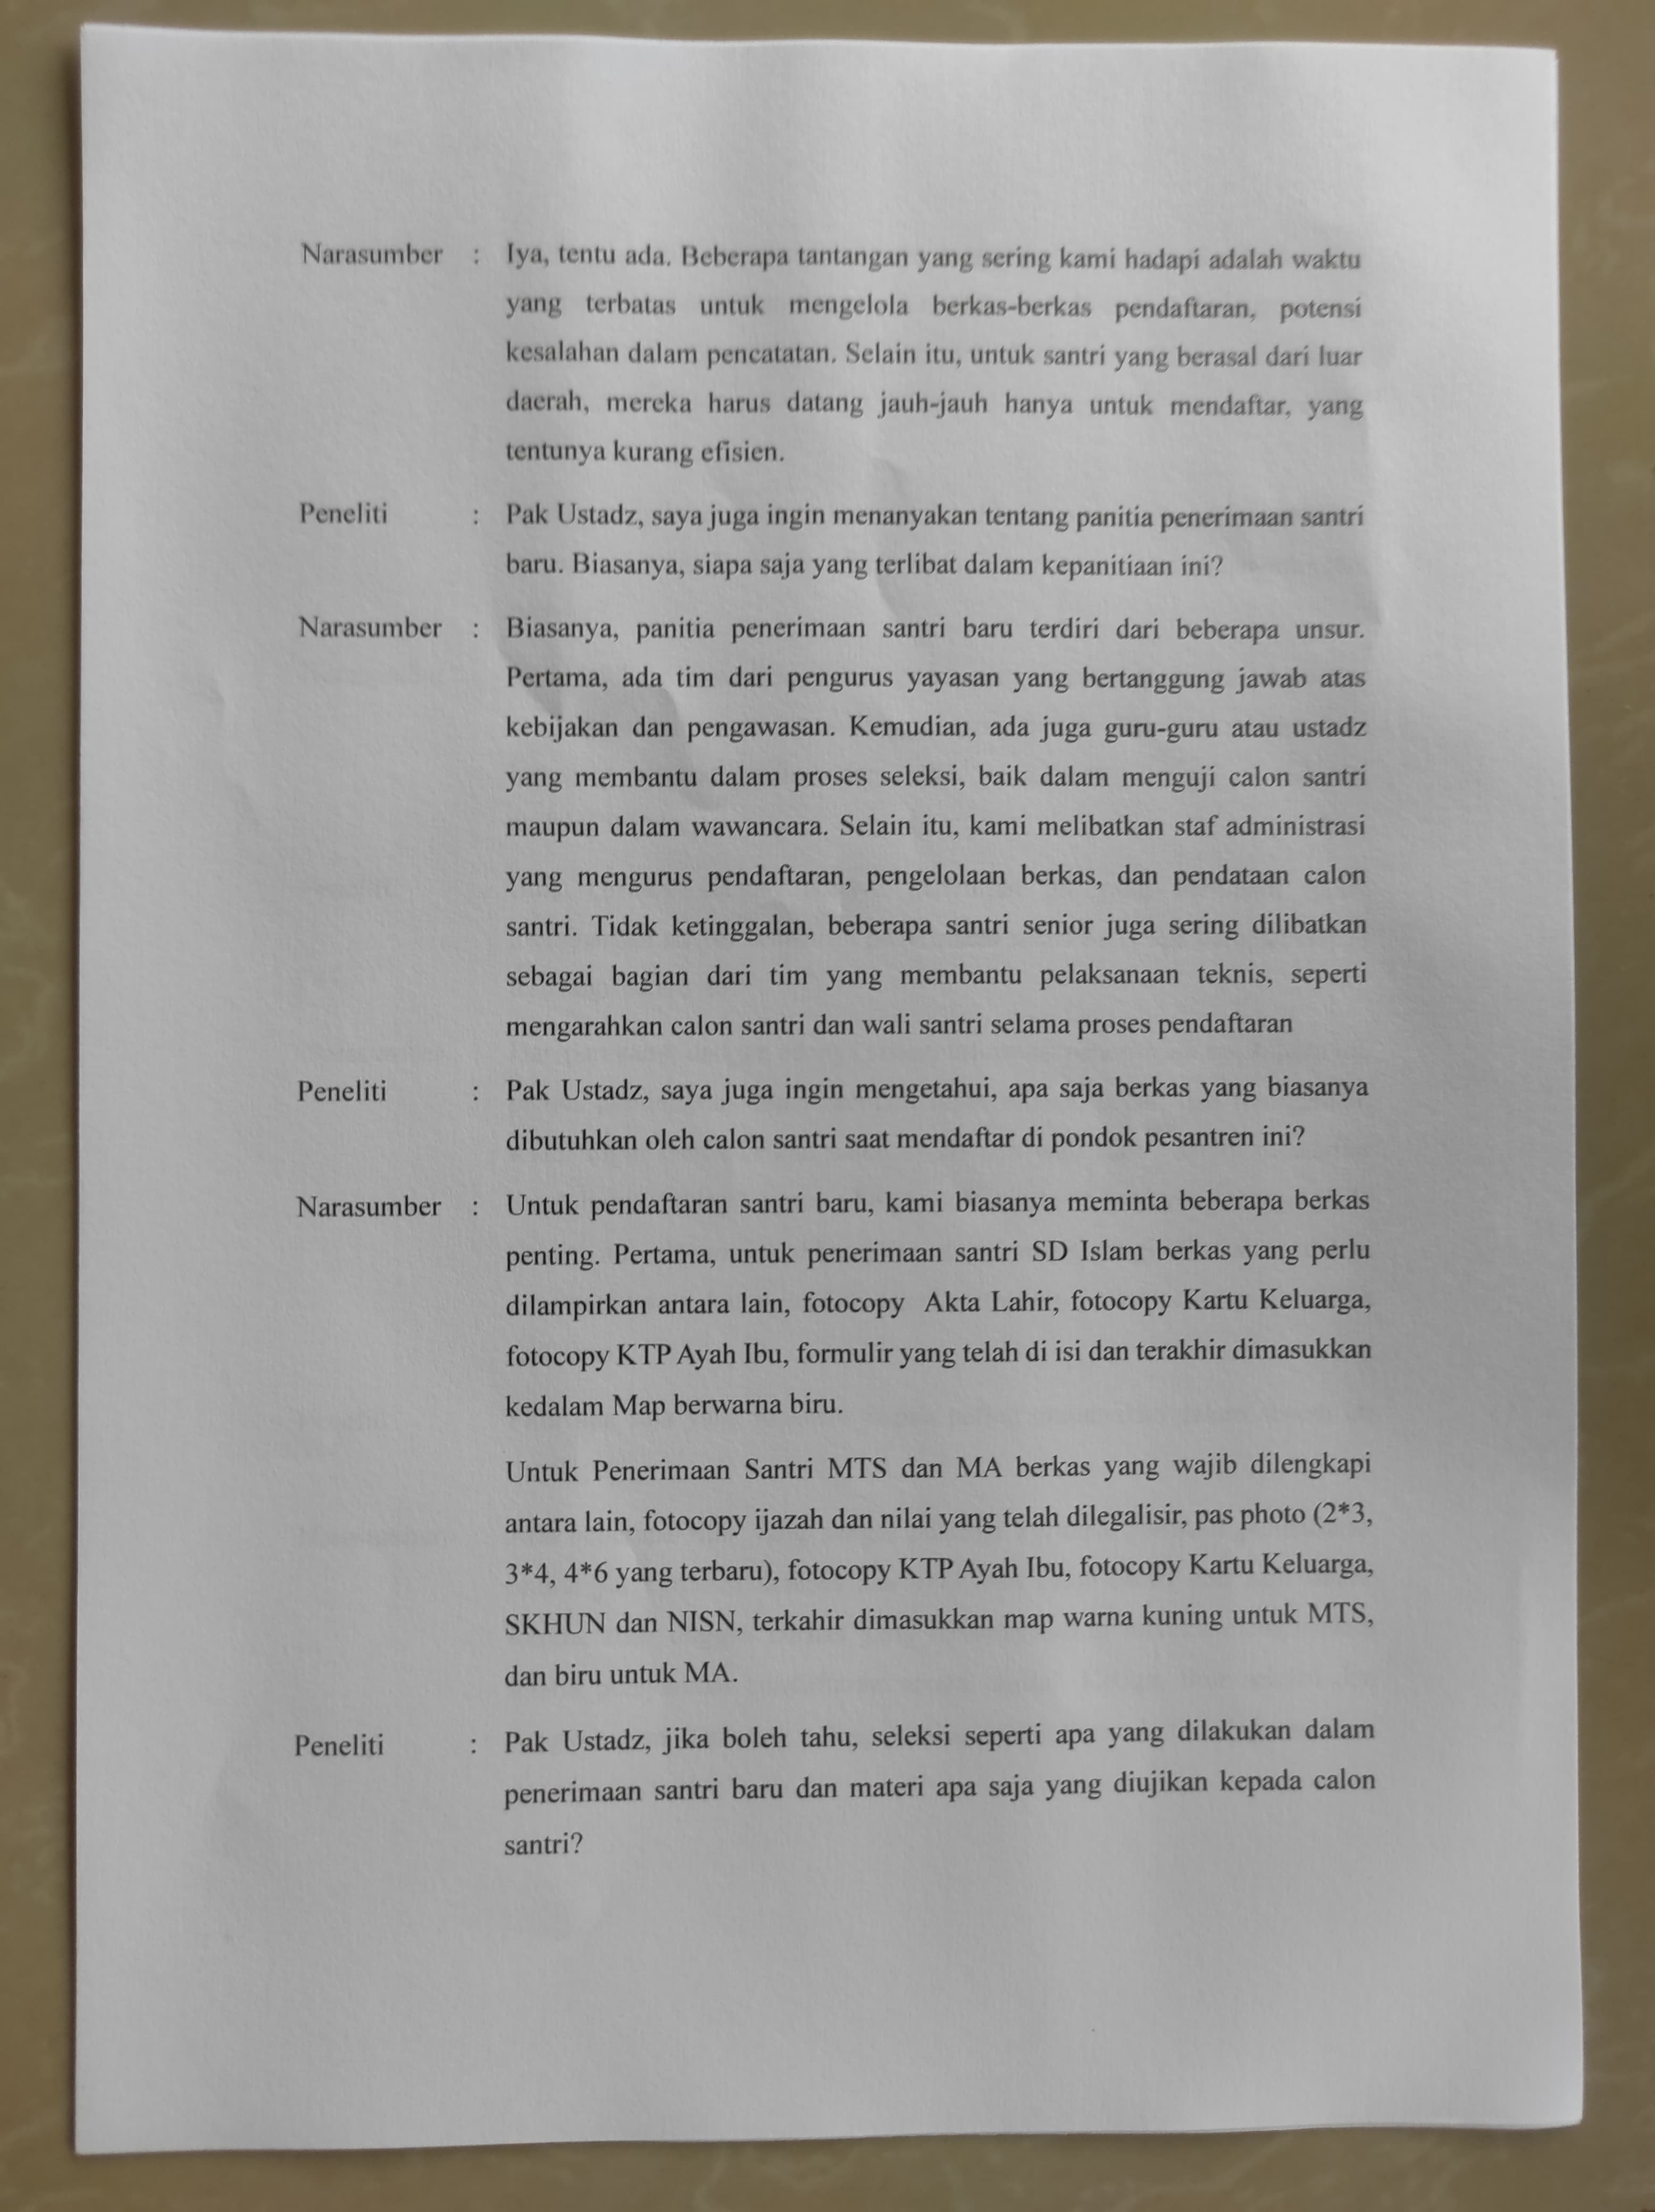 Narasumber : Iya, tentu ada. Beberapa tantangan yang sering kami hadapi adalah waktu
yang terbatas untuk mengelola berkas-berkas pendaftaran, potensi
kesalahan dalam pencatatan. Selain itu, untuk santri yang berasal dari luar
daerah, mereka harus datang jauh-jauh hanya untuk mendaftar, yang
tentunya kurang efisien.
Peneliti : Pak Ustadz, saya juga ingin menanyakan tentang panitia penerimaan santri
baru. Biasanya, siapa saja yang terlibat dalam kepanitiaan ini?
Narasumber : Biasanya, panitia penerimaan santri baru terdiri dari beberapa unsur.
Pertama, ada tim dari pengurus yayasan yang bertanggung jawab atas
kebijakan dan pengawasan. Kemudian, ada juga guru-guru atau ustadz
yang membantu dalam proses seleksi, baik dalam menguji calon santri
maupun dalam wawancara. Selain itu, kami melibatkan staf administrasi
yang mengurus pendaftaran, pengelolaan berkas, dan pendataan calon
santri. Tidak ketinggalan, beberapa santri senior juga sering dilibatkan
sebagai bagian dari tim yang membantu pelaksanaan teknis, seperti
mengarahkan calon santri dan wali santri selama proses pendaftaran
Peneliti : Pak Ustadz, saya juga ingin mengetahui, apa saja berkas yang biasanya
dibutuhkan oleh calon santri saat mendaftar di pondok pesantren ini?
Narasumber : Untuk pendaftaran santri baru, kami biasanya meminta beberapa berkas
penting. Pertama, untuk penerimaan santri SD Islam berkas yang perlu
dilampirkan antara lain, fotocopy Akta Lahir, fotocopy Kartu Keluarga,
fotocopy KTP Ayah Ibu, formulir yang telah di isi dan terakhir dimasukkan
kedalam Map berwarna biru.
Untuk Penerimaan Santri MTS dan MA berkas yang wajib dilengkapi
antara lain, fotocopy ijazah dan nilai yang telah dilegalisir, pas photo (2*3,
3*4, 4*6 yang terbaru), fotocopy KTP Ayah Ibu, fotocopy Kartu Keluarga,
SKHUN dan NISN, terkahir dimasukkan map warna kuning untuk MTS,
dan biru untuk MA.
Peneliti : Pak Ustadz, jika boleh tahu, seleksi seperti apa yang dilakukan dalam
penerimaan santri baru dan materi apa saja yang diujikan kepada calon
santri?